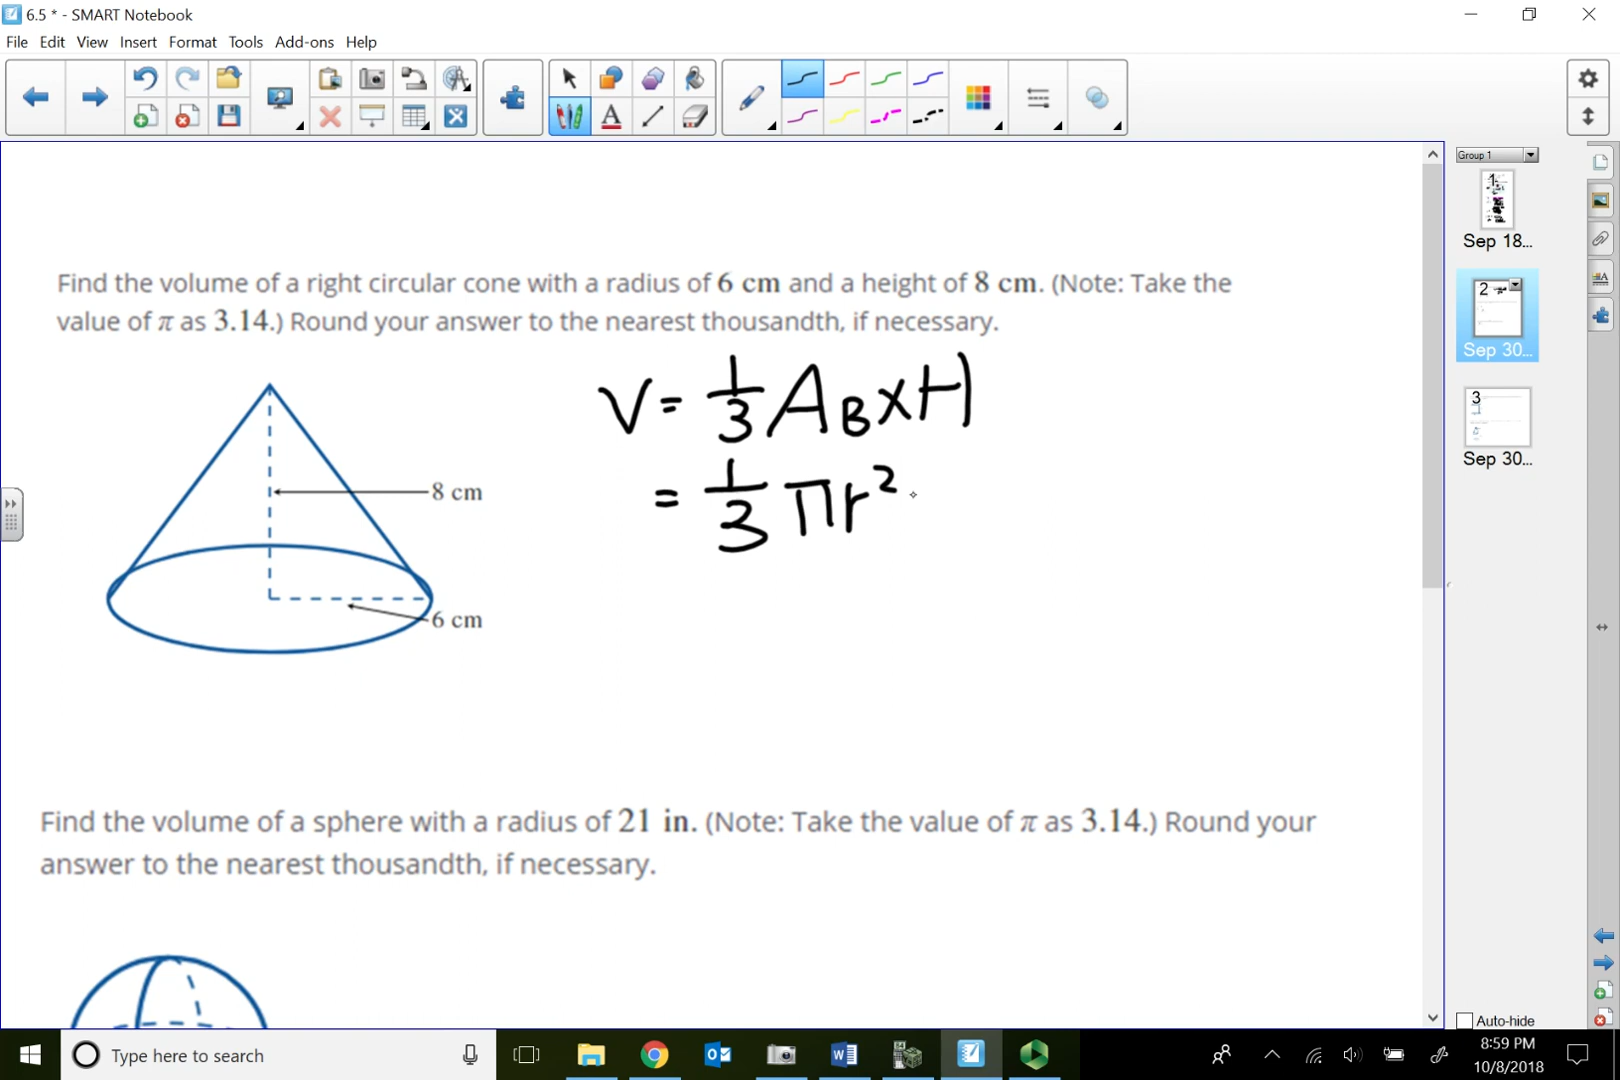 6.5 * - SMART Notebook
File Edit View Insert Format Tools Add-ons Help
Group 1
1
Sep 18...
2
Sep 30...
3
Sep 30...
Find the volume of a right circular cone with a radius of 6 cm and a height of 8 cm. (Note: Take the
value of π as 3.14.) Round your answer to the nearest thousandth, if necessary.
V = 1/3 A_B x H
= 1/3 πr²
8 cm
6 cm
Find the volume of a sphere with a radius of 21 in. (Note: Take the value of π as 3.14.) Round your
answer to the nearest thousandth, if necessary.
Auto-hide
Type here to search
8:59 PM
10/8/2018